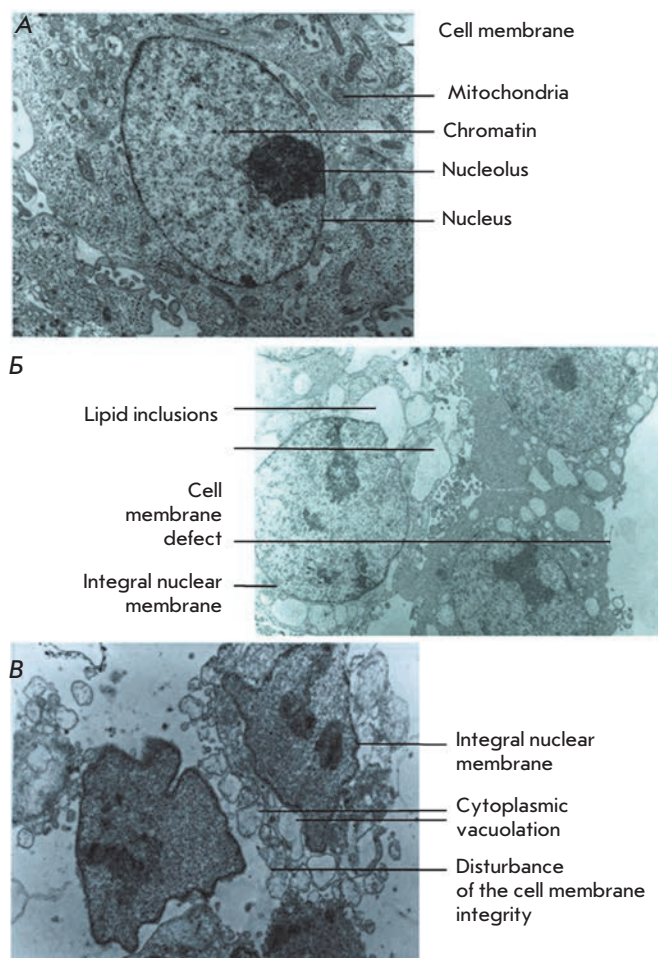 А
Cell membrane
Mitochondria
Chromatin
Nucleolus
Nucleus
Б
Lipid inclusions
Cell
membrane
defect
Integral nuclear
membrane
В
Integral nuclear
membrane
Cytoplasmic
vacuolation
Disturbance
of the cell membrane
integrity